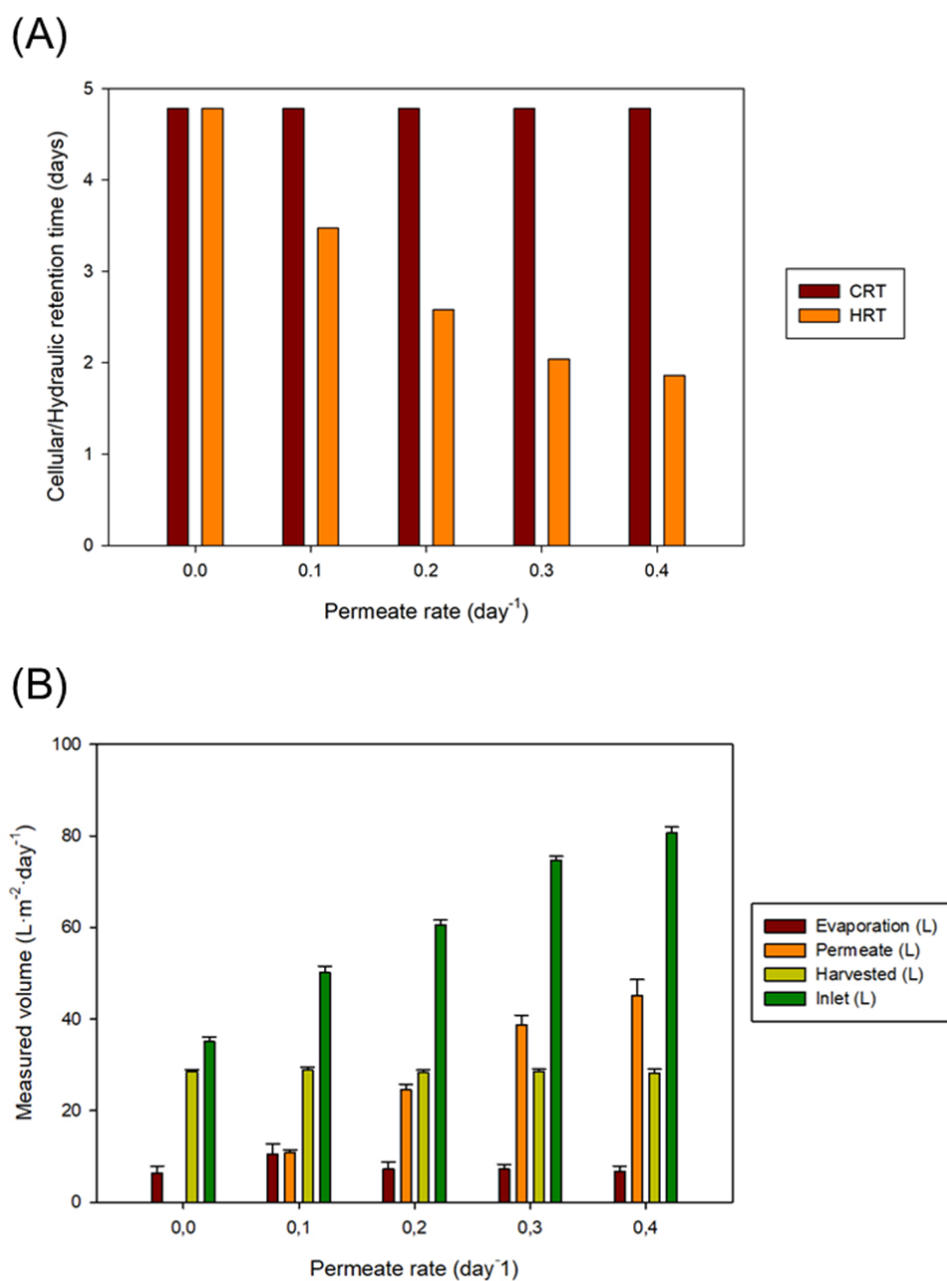 (A)
5
4
3
2
1
0
Cellular/Hydraulic retention time (days)
0.0 0.1 0.2 0.3 0.4
Permeate rate (day⁻¹)
CRT
HRT
(B)
100
80
60
40
20
0
Measured volume (L·m⁻²·day⁻¹)
0,0 0,1 0,2 0,3 0,4
Permeate rate (day⁻1)
Evaporation (L)
Permeate (L)
Harvested (L)
Inlet (L)